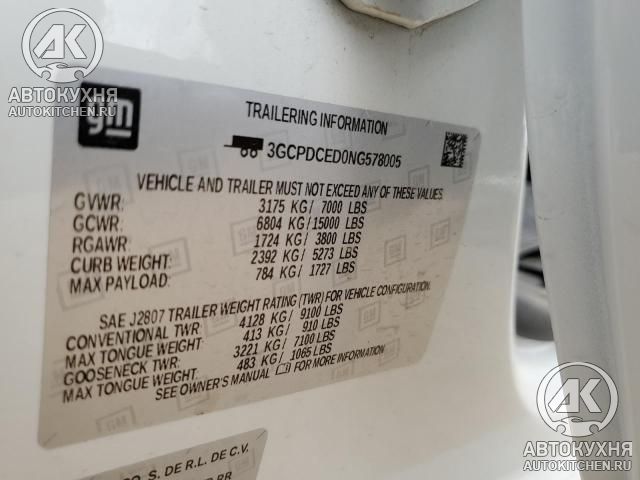 AK
АВТОКУХНЯ
AUTOKITCHEN.RU
gm
TRAILERING INFORMATION
3GCPDCED0NG578005
VEHICLE AND TRAILER MUST NOT EXCEED ANY OF THESE VALUES.
GVWR: 3175 KG/ 7000 LBS
GCWR: 6804 KG/15000 LBS
RGAWR: 1724 KG/ 3800 LBS
CURB WEIGHT: 2392 KG/ 5273 LBS
MAX PAYLOAD: 784 KG/ 1727 LBS
SAE J2807 TRAILER WEIGHT RATING (TWR) FOR VEHICLE CONFIGURATION.
CONVENTIONAL TWR: 4128 KG/ 9100 LBS
MAX TONGUE WEIGHT: 413 KG/ 910 LBS
GOOSENECK TWR: 3221 KG/ 7100 LBS
MAX TONGUE WEIGHT: 483 KG/ 1065 LBS
SEE OWNER'S MANUAL FOR MORE INFORMATION
CO, S. DE R.L. DE C.V.
AK
АВТОКУХНЯ
AUTOKITCHEN.RU